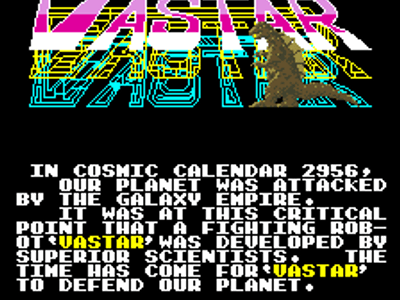 VASTAR
IN COSMIC CALENDAR 2956,
OUR PLANET WAS ATTACKED
BY THE GALAXY EMPIRE.
IT WAS AT THIS CRITICAL
POINT THAT A FIGHTING ROB-
OT‘VASTAR’WAS DEVELOPED BY
SUPERIOR SCIENTISTS. THE
TIME HAS COME FOR‘VASTAR’
TO DEFEND OUR PLANET.